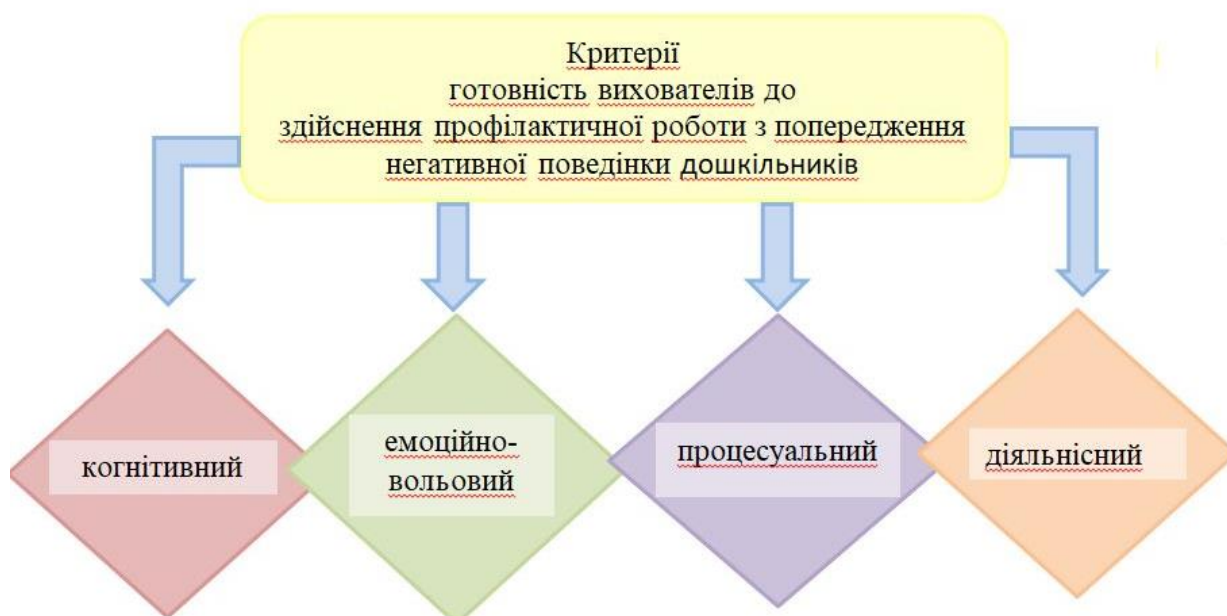 Критерії
готовність вихователів до
здійснення профілактичної роботи з попередження
негативної поведінки дошкільників
когнітивний
емоційно-
вольовий
процесуальний
діяльнісний